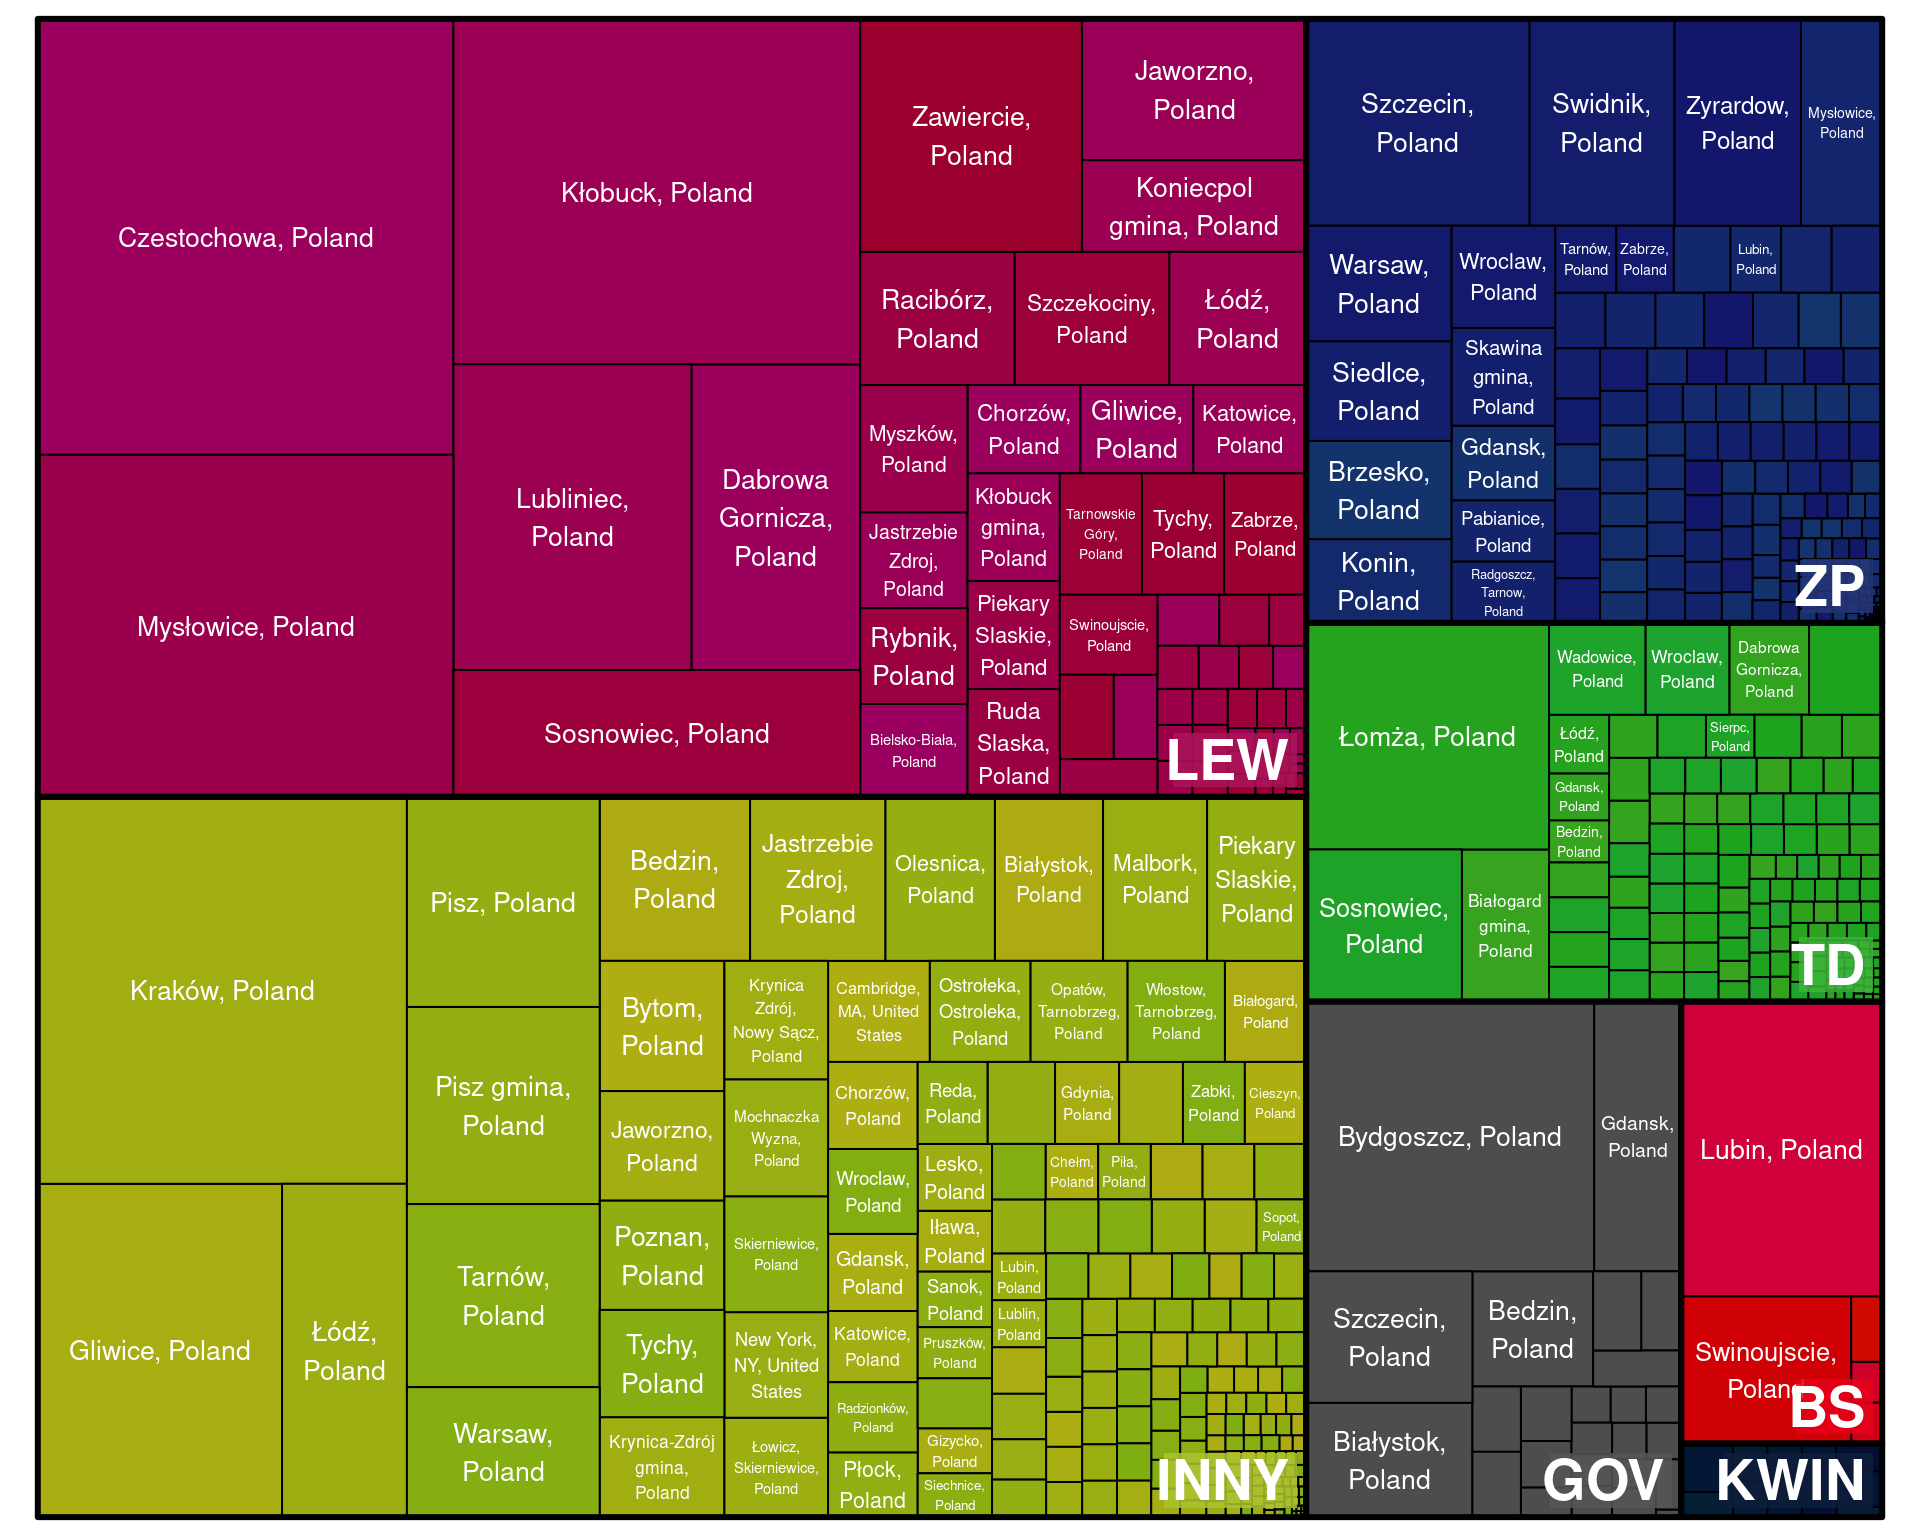 Czestochowa, Poland
Mysłowice, Poland
Kłobuck, Poland
Lubliniec,
Poland
Dabrowa
Gornicza,
Poland
Sosnowiec, Poland
Zawiercie,
Poland
Jaworzno,
Poland
Koniecpol
gmina, Poland
Racibórz,
Poland
Szczekociny,
Poland
Łódź,
Poland
Myszków,
Poland
Jastrzebie
Zdroj,
Poland
Rybnik,
Poland
Bielsko-Biała,
Poland
Chorzów,
Poland
Gliwice,
Poland
Katowice,
Poland
Kłobuck
gmina,
Poland
Piekary
Slaskie,
Poland
Ruda
Slaska,
Poland
Tarnowskie
Góry,
Poland
Tychy,
Poland
Zabrze,
Poland
Swinoujscie,
Poland
LEW
Szczecin,
Poland
Swidnik,
Poland
Zyrardow,
Poland
Mysłowice,
Poland
Warsaw,
Poland
Siedlce,
Poland
Brzesko,
Poland
Konin,
Poland
Wroclaw,
Poland
Skawina
gmina,
Poland
Gdansk,
Poland
Pabianice,
Poland
Radgoszcz,
Tarnow,
Poland
Tarnów,
Poland
Zabrze,
Poland
Lubin,
Poland
ZP
Łomża, Poland
Sosnowiec,
Poland
Białogard
gmina,
Poland
Wadowice,
Poland
Wroclaw,
Poland
Dabrowa
Gornicza,
Poland
Łódź,
Poland
Gdansk,
Poland
Bedzin,
Poland
Sierpc,
Poland
TD
Kraków, Poland
Gliwice, Poland
Łódź,
Poland
Pisz, Poland
Pisz gmina,
Poland
Tarnów,
Poland
Warsaw,
Poland
Bedzin,
Poland
Jastrzebie
Zdroj,
Poland
Olesnica,
Poland
Białystok,
Poland
Malbork,
Poland
Piekary
Slaskie,
Poland
Bytom,
Poland
Jaworzno,
Poland
Poznan,
Poland
Tychy,
Poland
Krynica-Zdrój
gmina,
Poland
Krynica
Zdrój,
Nowy Sącz,
Poland
Mochnaczka
Wyzna,
Poland
Skierniewice,
Poland
New York,
NY, United
States
Łowicz,
Skierniewice,
Poland
Cambridge,
MA, United
States
Ostrołeka,
Ostroleka,
Poland
Opatów,
Tarnobrzeg,
Poland
Włostow,
Tarnobrzeg,
Poland
Białogard,
Poland
Chorzów,
Poland
Wroclaw,
Poland
Gdansk,
Poland
Katowice,
Poland
Radzionków,
Poland
Płock,
Poland
Reda,
Poland
Gdynia,
Poland
Zabki,
Poland
Cieszyn,
Poland
Lesko,
Poland
Iława,
Poland
Sanok,
Poland
Pruszków,
Poland
Gizycko,
Poland
Siechnice,
Poland
Chełm,
Poland
Piła,
Poland
Sopot,
Poland
Lubin,
Poland
Lublin,
Poland
INNY
Bydgoszcz, Poland
Gdansk,
Poland
Szczecin,
Poland
Białystok,
Poland
Bedzin,
Poland
GOV
Lubin, Poland
Swinoujscie,
Poland
BS
KWIN